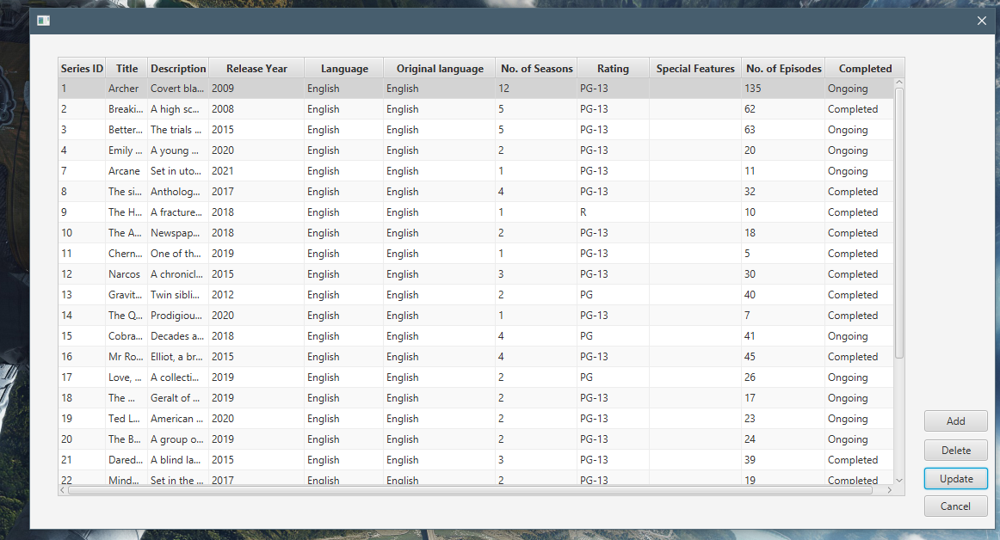 Series ID Title Description Release Year Language Original language No. of Seasons Rating Special Features No. of Episodes Completed
1 Archer Covert bla... 2009 English English 12 PG-13 135 Ongoing
2 Breaki... A high sc... 2008 English English 5 PG-13 62 Completed
3 Better... The trials ... 2015 English English 5 PG-13 63 Ongoing
4 Emily ... A young ... 2020 English English 2 PG-13 20 Ongoing
7 Arcane Set in uto... 2021 English English 1 PG-13 11 Ongoing
8 The si... Antholog... 2017 English English 4 PG-13 32 Completed
9 The H... A fracture... 2018 English English 1 R 10 Completed
10 The A... Newspap... 2018 English English 2 PG-13 18 Completed
11 Chern... One of th... 2019 English English 1 PG-13 5 Completed
12 Narcos A chronicl... 2015 English English 3 PG-13 30 Completed
13 Gravit... Twin sibli... 2012 English English 2 PG 40 Completed
14 The Q... Prodigiou... 2020 English English 1 PG-13 7 Completed
15 Cobra... Decades a... 2018 English English 4 PG 41 Ongoing
16 Mr Ro... Elliot, a br... 2015 English English 4 PG-13 45 Completed
17 Love, ... A collecti... 2019 English English 2 PG 26 Ongoing
18 The ... Geralt of ... 2019 English English 2 PG-13 17 Ongoing
19 Ted L... American ... 2020 English English 2 PG-13 23 Ongoing
20 The B... A group o... 2019 English English 2 PG-13 24 Ongoing
21 Dared... A blind la... 2015 English English 3 PG-13 39 Completed
22 Mind... Set in the ... 2017 English English 2 PG-13 19 Completed
Add
Delete
Update
Cancel